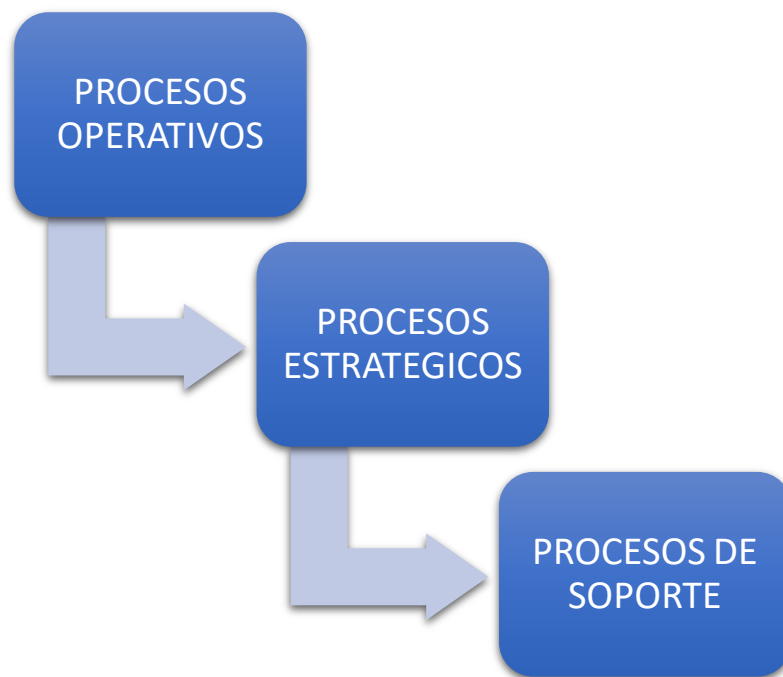 PROCESOS
OPERATIVOS
PROCESOS
ESTRATEGICOS
PROCESOS DE
SOPORTE